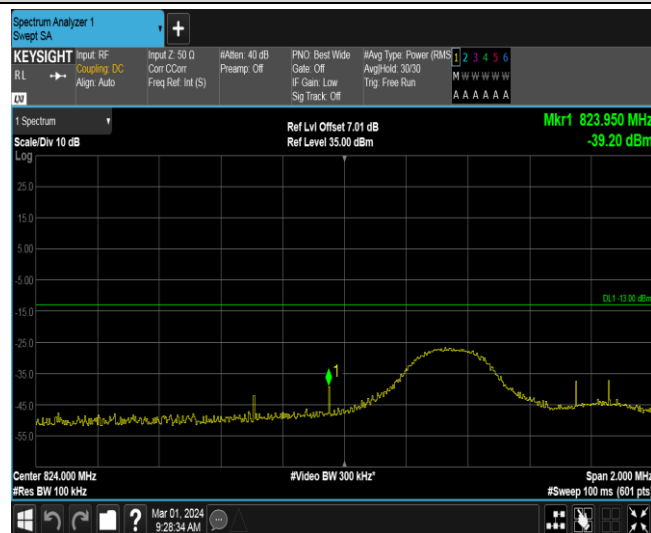 Spectrum Analyzer 1
Swept SA
KEYSIGHT
RL
Input: RF
Coupling: DC
Align: Auto
Input Z: 50 Ω
Corr CCorr
Freq Ref: Int (S)
#Atten: 40 dB
Preamp: Off
PNO: Best Wide
Gate: Off
IF Gain: Low
Sig Track: Off
#Avg Type: Power (RMS
Avg|Hold: 30/30
Trig: Free Run
1 2 3 4 5 6
M W W W W W
A A A A A A
1 Spectrum
Scale/Div 10 dB
Ref Lvl Offset 7.01 dB
Ref Level 35.00 dBm
Mkr1 823.950 MHz
-39.20 dBm
Log
25.0
15.0
5.00
-5.00
DL1 -13.00 dBm
-15.0
-25.0
-35.0
1
-45.0
-55.0
Center 824.000 MHz
#Res BW 100 kHz
#Video BW 300 kHz*
Span 2.000 MHz
#Sweep 100 ms (601 pts)
Mar 01, 2024
9:28:34 AM